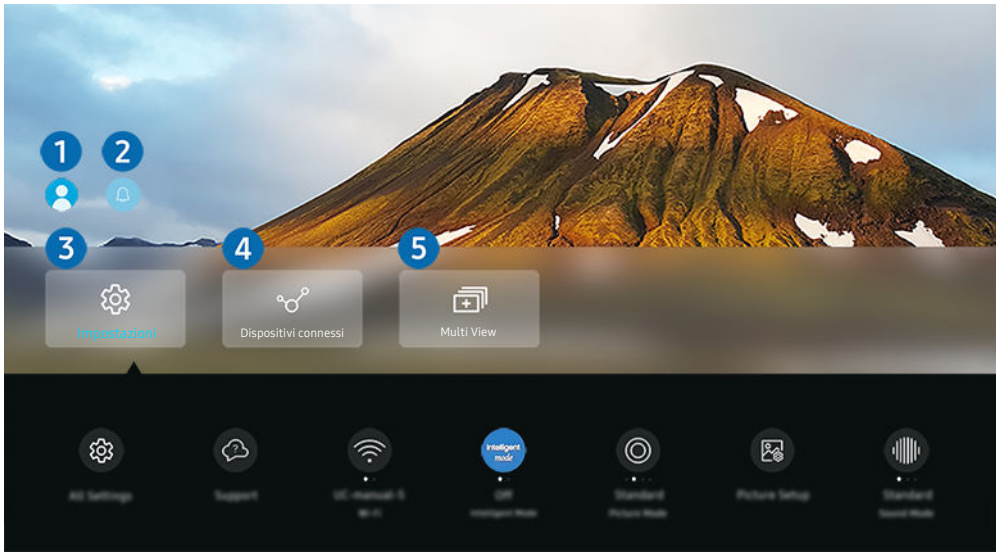 1
2
3
4
5
Impostazioni
Dispositivi connessi
Multi View
intelligent
mode
All Settings
Support
UC-manual-5
Off
Standard
Picture Setup
Standard
Wi-Fi
Intelligent Mode
Picture Mode
Sound Mode